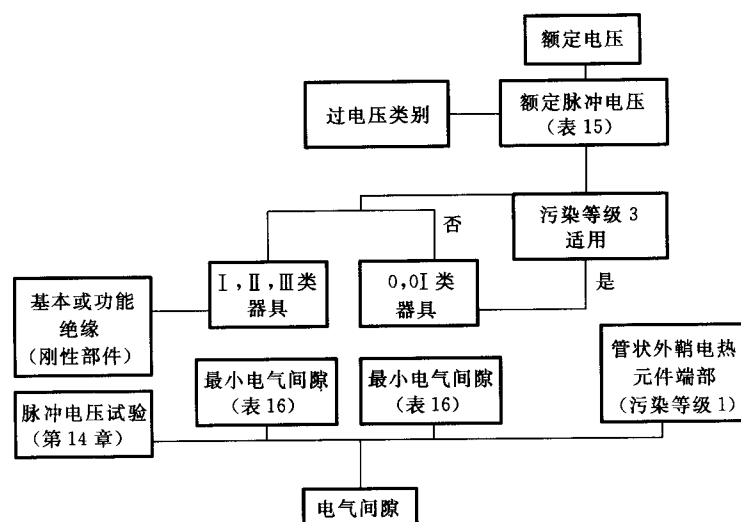 额定电压
过电压类别
额定脉冲电压
(表 15)
污染等级 3
适用
否
是
Ⅰ,Ⅱ,Ⅲ类
器具
0,0Ⅰ类
器具
基本或功能
绝缘
(刚性部件)
最小电气间隙
(表 16)
最小电气间隙
(表 16)
管状外鞘电热
元件端部
(污染等级 1)
脉冲电压试验
(第 14 章)
电气间隙